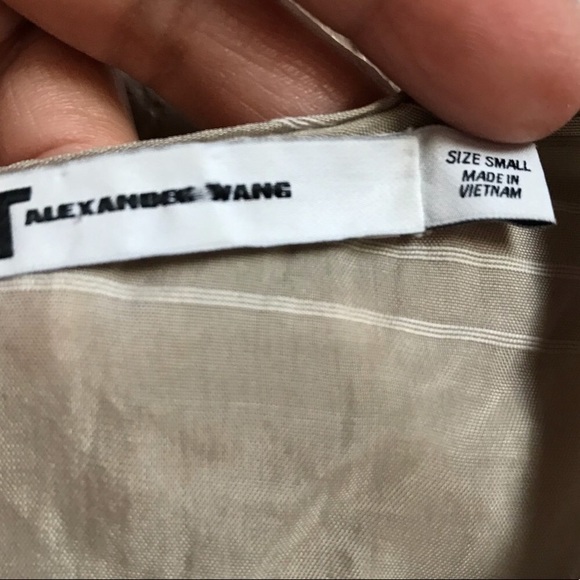 T ALEXANDER WANG
SIZE SMALL
MADE IN
VIETNAM